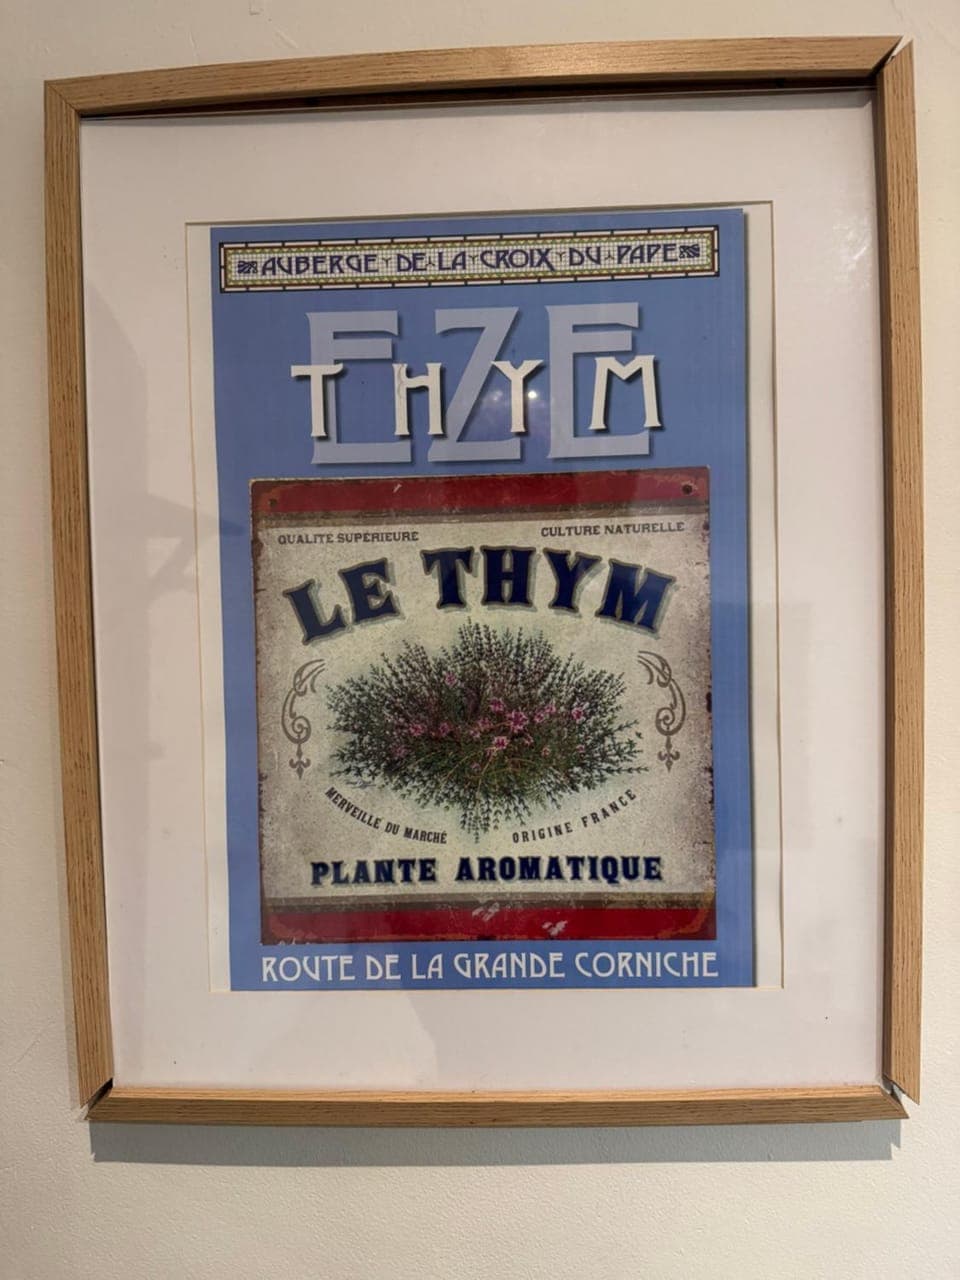 AUBERGE DE LA CROIX DU PAPE
EZE
THYM
QUALITE SUPÉRIEURE
CULTURE NATURELLE
LE THYM
MERVEILLE DU MARCHÉ
ORIGINE FRANCE
PLANTE AROMATIQUE
ROUTE DE LA GRANDE CORNICHE